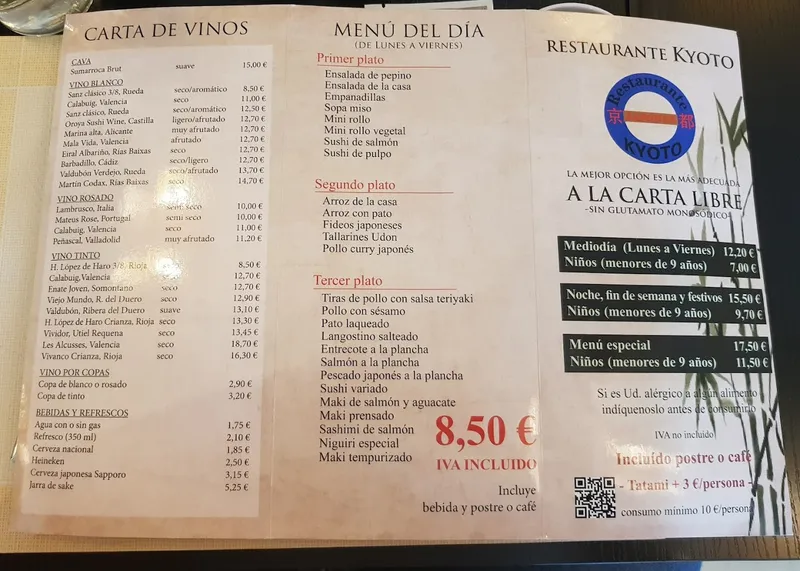 CARTA DE VINOS
CAVA
Sumarroca Brut suave 15,00 €
VINO BLANCO
Sanz clásico 3/8, Rueda seco/aromático 8,50 €
Calabuig, Valencia seco 11,00 €
Sanz clásico, Rueda seco/aromático 12,50 €
Oroya Sushi Wine, Castilla ligero/afrutado 12,70 €
Marina alta, Alicante muy afrutado 12,70 €
Mala Vida, Valencia afrutado 12,70 €
Eiral Albariño, Rías Baixas seco 12,70 €
Barbadillo, Cádiz seco/ligero 12,70 €
Valdubón Verdejo, Rueda seco/afrutado 13,70 €
Martín Codax, Rías Baixas seco 14,70 €
VINO ROSADO
Lambrusco, Italia semi seco 10,00 €
Mateus Rose, Portugal semi seco 10,00 €
Calabuig, Valencia seco 11,00 €
Peñascal, Valladolid muy afrutado 11,20 €
VINO TINTO
H. López de Haro 3/8, Rioja seco 8,50 €
Calabuig,Valencia seco 12,70 €
Enate Joven, Somontano seco 12,70 €
Viejo Mundo, R. del Duero seco 12,90 €
Valdubón, Ribera del Duero suave 13,10 €
H. López de Haro Crianza, Rioja seco 13,30 €
Vividor, Utiel Requena seco 13,45 €
Les Alcusses, Valencia seco 18,70 €
Vivanco Crianza, Rioja seco 16,30 €
VINO POR COPAS
Copa de blanco o rosado 2,90 €
Copa de tinto 3,20 €
BEBIDAS Y REFRESCOS
Agua con o sin gas 1,75 €
Refresco (350 ml) 2,10 €
Cerveza nacional 1,85 €
Heineken 2,50 €
Cerveza japonesa Sapporo 3,15 €
Jarra de sake 5,25 €
MENÚ DEL DÍA
(DE LUNES A VIERNES)
Primer plato
Ensalada de pepino
Ensalada de la casa
Empanadillas
Sopa miso
Mini rollo
Mini rollo vegetal
Sushi de salmón
Sushi de pulpo
Segundo plato
Arroz de la casa
Arroz con pato
Fideos japoneses
Tallarines Udon
Pollo curry japonés
Tercer plato
Tiras de pollo con salsa teriyaki
Pollo con sésamo
Pato laqueado
Langostino salteado
Entrecote a la plancha
Salmón a la plancha
Pescado japonés a la plancha
Sushi variado
Maki de salmón y aguacate
Maki prensado
Sashimi de salmón
Niguiri especial
Maki tempurizado
8,50 €
IVA INCLUIDO
Incluye
bebida y postre o café
RESTAURANTE KYOTO
Restaurante
京 都
KYOTO
LA MEJOR OPCIÓN ES LA MÁS ADECUADA
A LA CARTA LIBRE
-SIN GLUTAMATO MONOSÓDICO-
Mediodía (Lunes a Viernes) 12,20 €
Niños (menores de 9 años) 7,00 €
Noche, fin de semana y festivos 15,50 €
Niños (menores de 9 años) 9,70 €
Menú especial 17,50 €
Niños (menores de 9 años) 11,50 €
Si es Ud. alérgico a algún alimento
indíquenoslo antes de consumirlo
IVA no incluido
Incluido postre o café
- Tatami + 3 €/persona -
consumo mínimo 10 €/persona